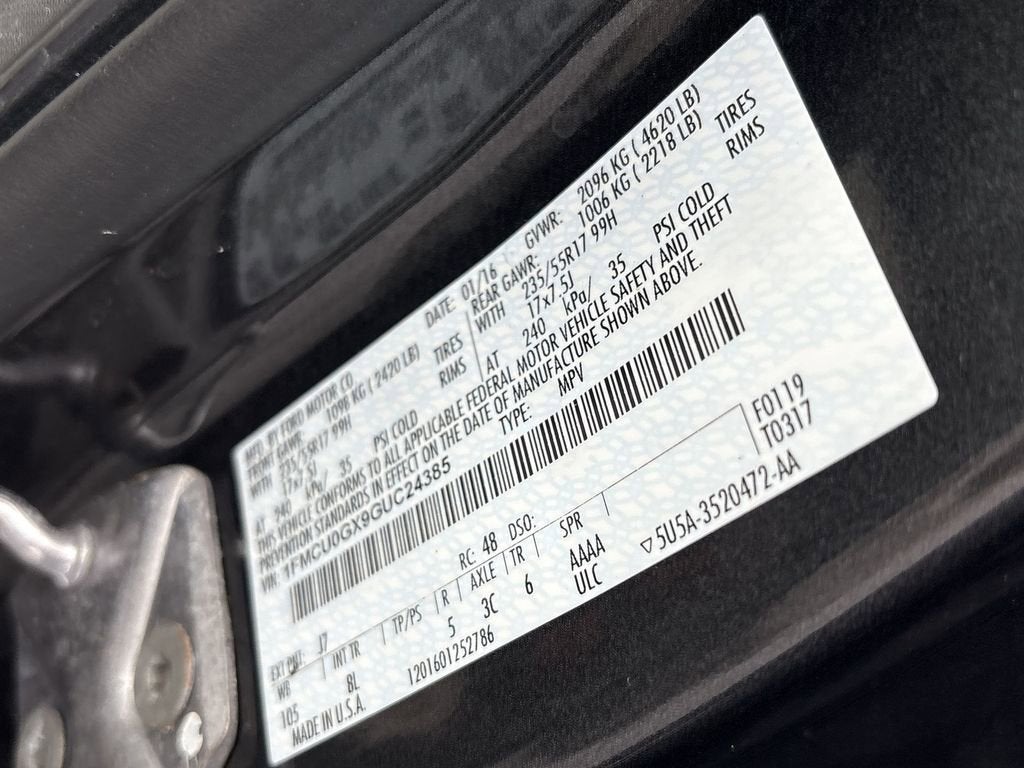 MFD. BY FORD MOTOR CO. DATE: 01/16 GVWR: 2096 KG ( 4620 LB)
FRONT GAWR: 1096 KG ( 2420 LB) REAR GAWR: 1006 KG ( 2218 LB)
WITH 235/55R17 99H TIRES WITH 235/55R17 99H TIRES
17x7.5J RIMS 17x7.5J RIMS
AT 240 kPa/ 35 PSI COLD AT 240 kPa/ 35 PSI COLD
THIS VEHICLE CONFORMS TO ALL APPLICABLE FEDERAL MOTOR VEHICLE SAFETY AND THEFT
PREVENTION STANDARDS IN EFFECT ON THE DATE OF MANUFACTURE SHOWN ABOVE.
VIN: 1FMCU0GX9GUC24385 TYPE: MPV
F0119
T0317
EXT PNT: J7 RC: 48 DSO:
WB INT TR TP/PS R AXLE TR SPR
105 BL 5 3C 6 AAAA
MADE IN U.S.A. 1201601252786 ULC
▽5U5A-3520472-AA